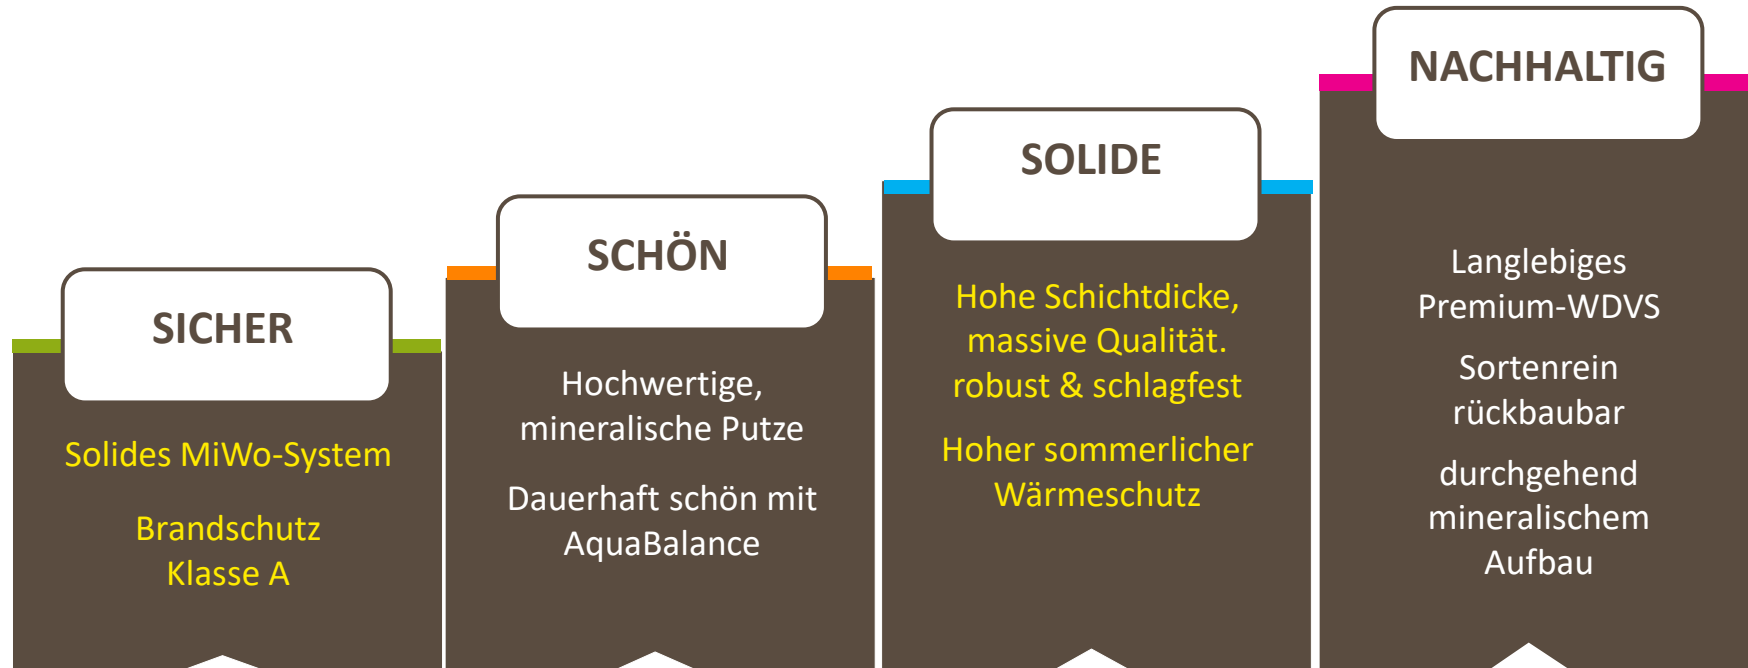 SICHER
Solides MiWo-System
Brandschutz
Klasse A
SCHÖN
Hochwertige,
mineralische Putze
Dauerhaft schön mit
AquaBalance
SOLIDE
Hohe Schichtdicke,
massive Qualität.
robust & schlagfest
Hoher sommerlicher
Wärmeschutz
NACHHALTIG
Langlebiges
Premium-WDVS
Sortenrein
rückbaubar
durchgehend
mineralischem
Aufbau